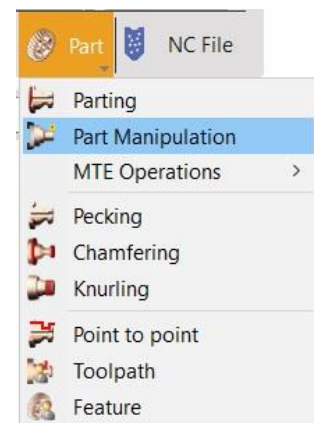 Part NC File
Parting
Part Manipulation
MTE Operations >
Pecking
Chamfering
Knurling
Point to point
Toolpath
Feature